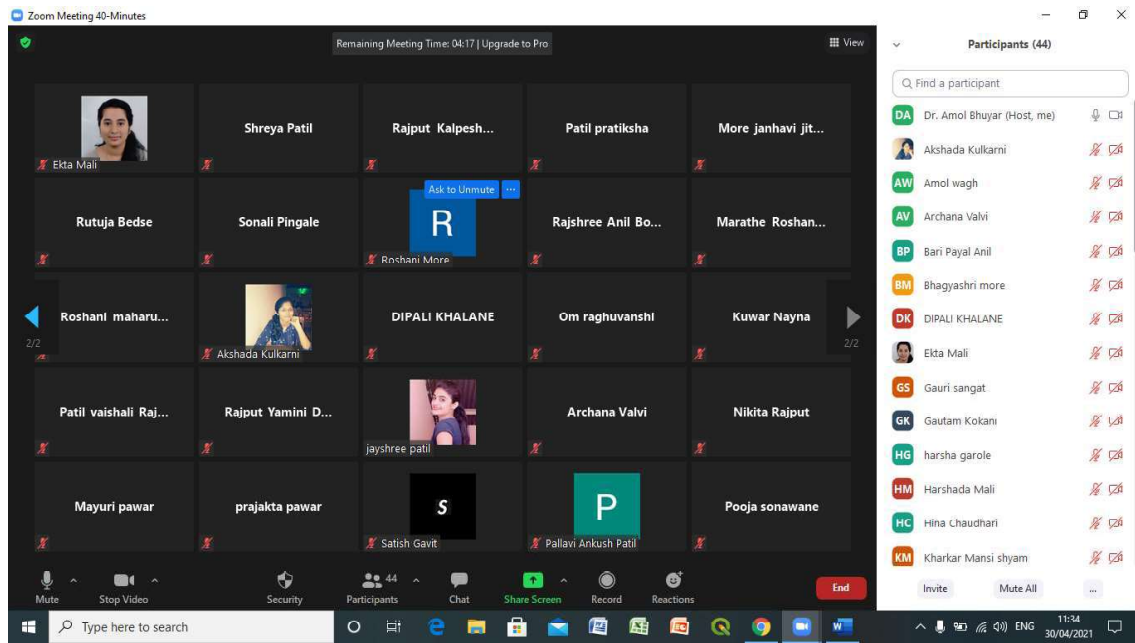 Zoom Meeting 40-Minutes
Remaining Meeting Time: 04:17 | Upgrade to Pro
View
Ekta Mali
Shreya Patil
Rajput Kalpesh...
Patil pratiksha
More janhavi jit...
Rutuja Bedse
Sonali Pingale
Ask to Unmute ...
R
Roshani More
Rajshree Anil Bo...
Marathe Roshan...
2/2
Roshani maharu...
Akshada Kulkarni
DIPALI KHALANE
Om raghuvanshi
Kuwar Nayna
2/2
Patil vaishali Raj...
Rajput Yamini D...
jayshree patil
Archana Valvi
Nikita Rajput
Mayuri pawar
prajakta pawar
S
Satish Gavit
P
Pallavi Ankush Patil
Pooja sonawane
Mute
Stop Video
Security
44
Participants
Chat
Share Screen
Record
Reactions
End
Participants (44)
Find a participant
DA Dr. Amol Bhuyar (Host, me)
Akshada Kulkarni
AW Amol wagh
AV Archana Valvi
BP Bari Payal Anil
BM Bhagyashri more
DK DIPALI KHALANE
Ekta Mali
GS Gauri sangat
GK Gautam Kokani
HG harsha garole
HM Harshada Mali
HC Hina Chaudhari
KM Kharkar Mansi shyam
Invite
Mute All
...
Type here to search
ENG
11:34
30/04/2021